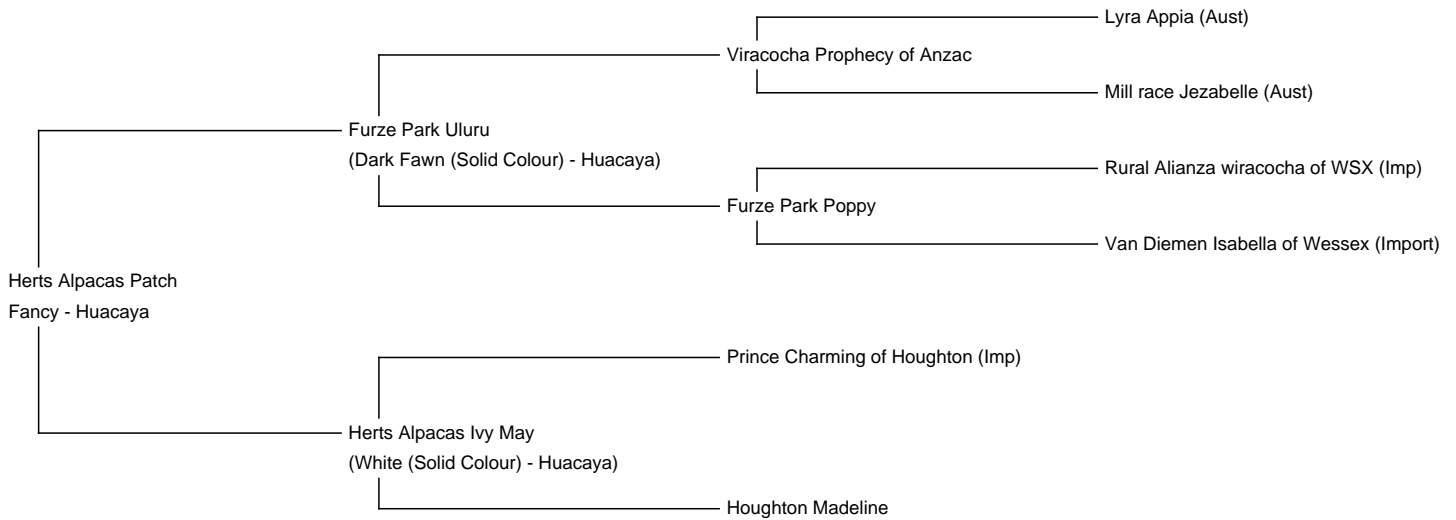 Lyra Appia (Aust)
Viracocha Prophecy of Anzac
Mill race Jezabelle (Aust)
Furze Park Uluru
(Dark Fawn (Solid Colour) - Huacaya)
Rural Alianza wiracocha of WSX (Imp)
Furze Park Poppy
Van Diemen Isabella of Wessex (Import)
Herts Alpacas Patch
Fancy - Huacaya
Prince Charming of Houghton (Imp)
Herts Alpacas Ivy May
(White (Solid Colour) - Huacaya)
Houghton Madeline